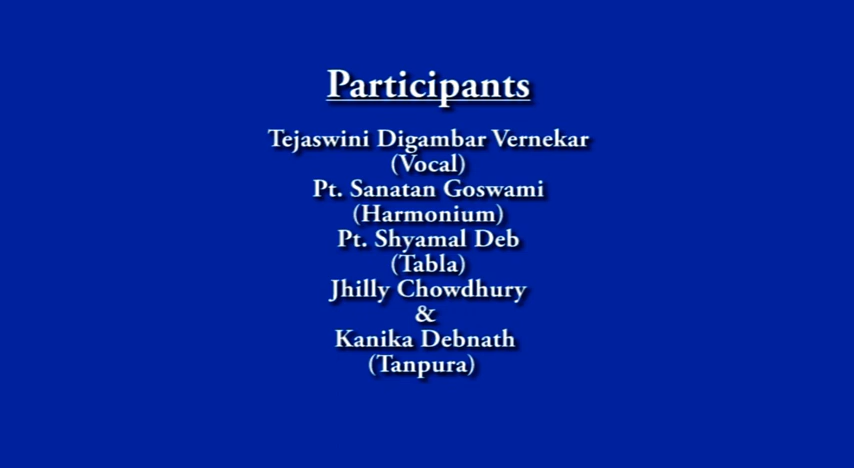 Participants
Tejaswini Digambar Vernekar
(Vocal)
Pt. Sanatan Goswami
(Harmonium)
Pt. Shyamal Deb
(Tabla)
Jhilly Chowdhury
&
Kanika Debnath
(Tanpura)